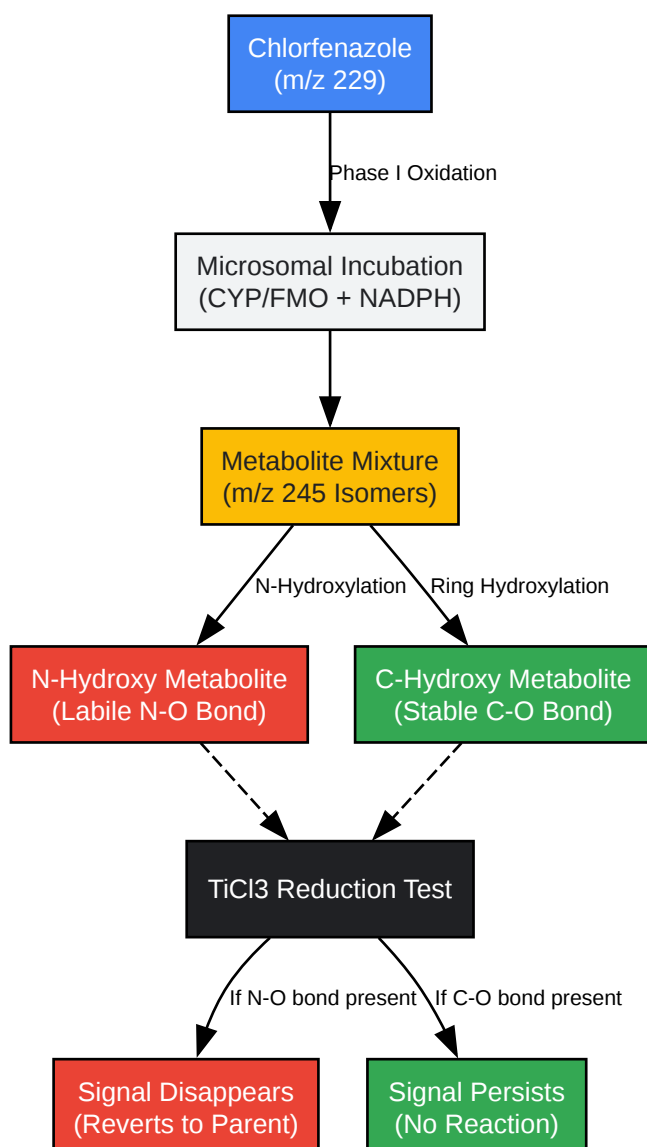 Chlorfenazole
(m/z 229)
Phase I Oxidation
Microsomal Incubation
(CYP/FMO + NADPH)
Metabolite Mixture
(m/z 245 Isomers)
N-Hydroxylation
Ring Hydroxylation
N-Hydroxy Metabolite
(Labile N-O Bond)
C-Hydroxy Metabolite
(Stable C-O Bond)
TiCl3 Reduction Test
If N-O bond present
If C-O bond present
Signal Disappears
(Reverts to Parent)
Signal Persists
(No Reaction)